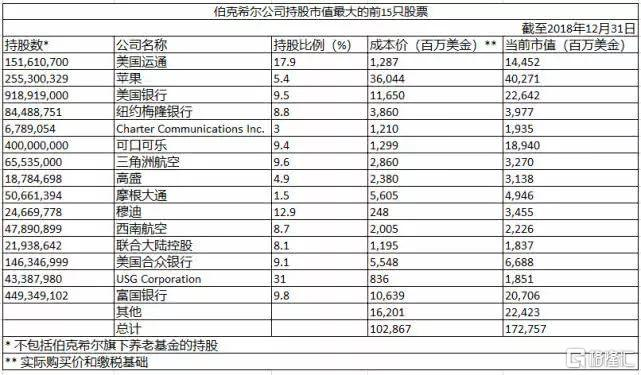 伯克希尔公司持股市值最大的前15只股票
截至2018年12月31日
持股数* 公司名称 持股比例（%） 成本价（百万美金）** 当前市值（百万美金）
151,610,700 美国运通 17.9 1,287 14,452
255,300,329 苹果 5.4 36,044 40,271
918,919,000 美国银行 9.5 11,650 22,642
84,488,751 纽约梅隆银行 8.8 3,860 3,977
6,789,054 Charter Communications Inc. 3 1,210 1,935
400,000,000 可口可乐 9.4 1,299 18,940
65,535,000 三角洲航空 9.6 2,860 3,270
18,784,698 高盛 4.9 2,380 3,138
50,661,394 摩根大通 1.5 5,605 4,946
24,669,778 穆迪 12.9 248 3,455
47,890,899 西南航空 8.7 2,005 2,226
21,938,642 联合大陆控股 8.1 1,195 1,837
146,346,999 美国合众银行 9.1 5,548 6,688
43,387,980 USG Corporation 31 836 1,851
449,349,102 富国银行 9.8 10,639 20,706
其他 16,201 22,423
总计 102,867 172,757
* 不包括伯克希尔旗下养老基金的持股
** 实际购买价和缴税基础
格隆汇